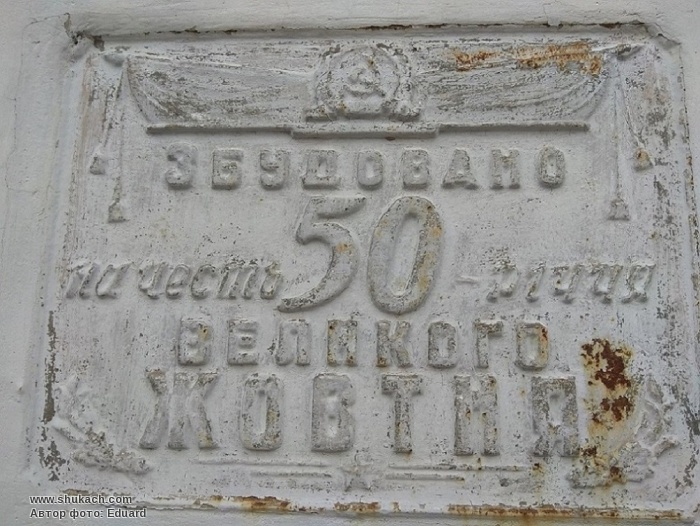 ЗБУДОВАНО
на честь 50-річчя
ВЕЛИКОГО
ЖОВТНЯ
www.shukach.com
Автор фото: Eduard